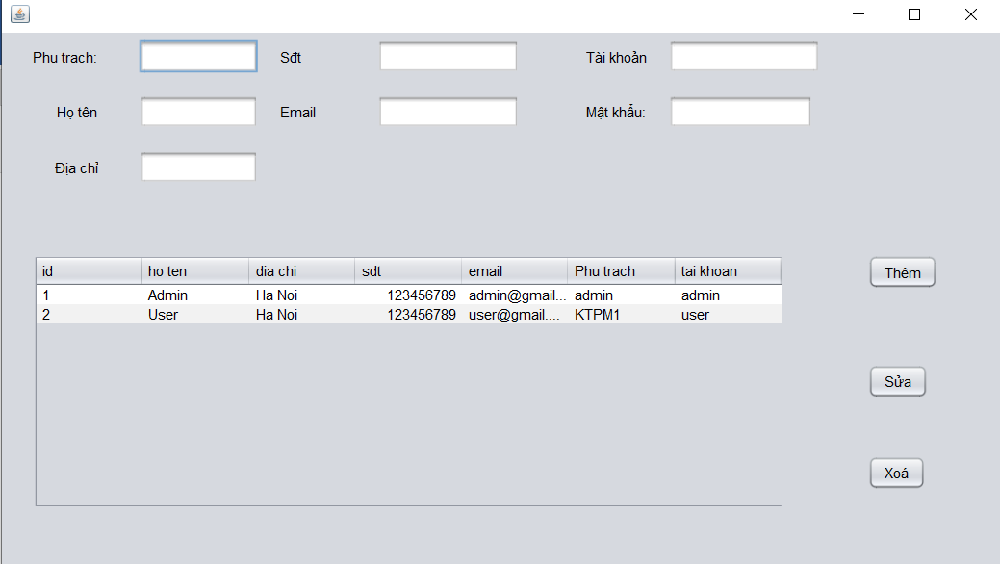 Phu trach: Sđt Tài khoản
Họ tên Email Mật khẩu:
Địa chỉ
id ho ten dia chi sdt email Phu trach tai khoan
1 Admin Ha Noi 123456789 admin@gmail... admin admin
2 User Ha Noi 123456789 user@gmail.... KTPM1 user
Thêm
Sửa
Xoá